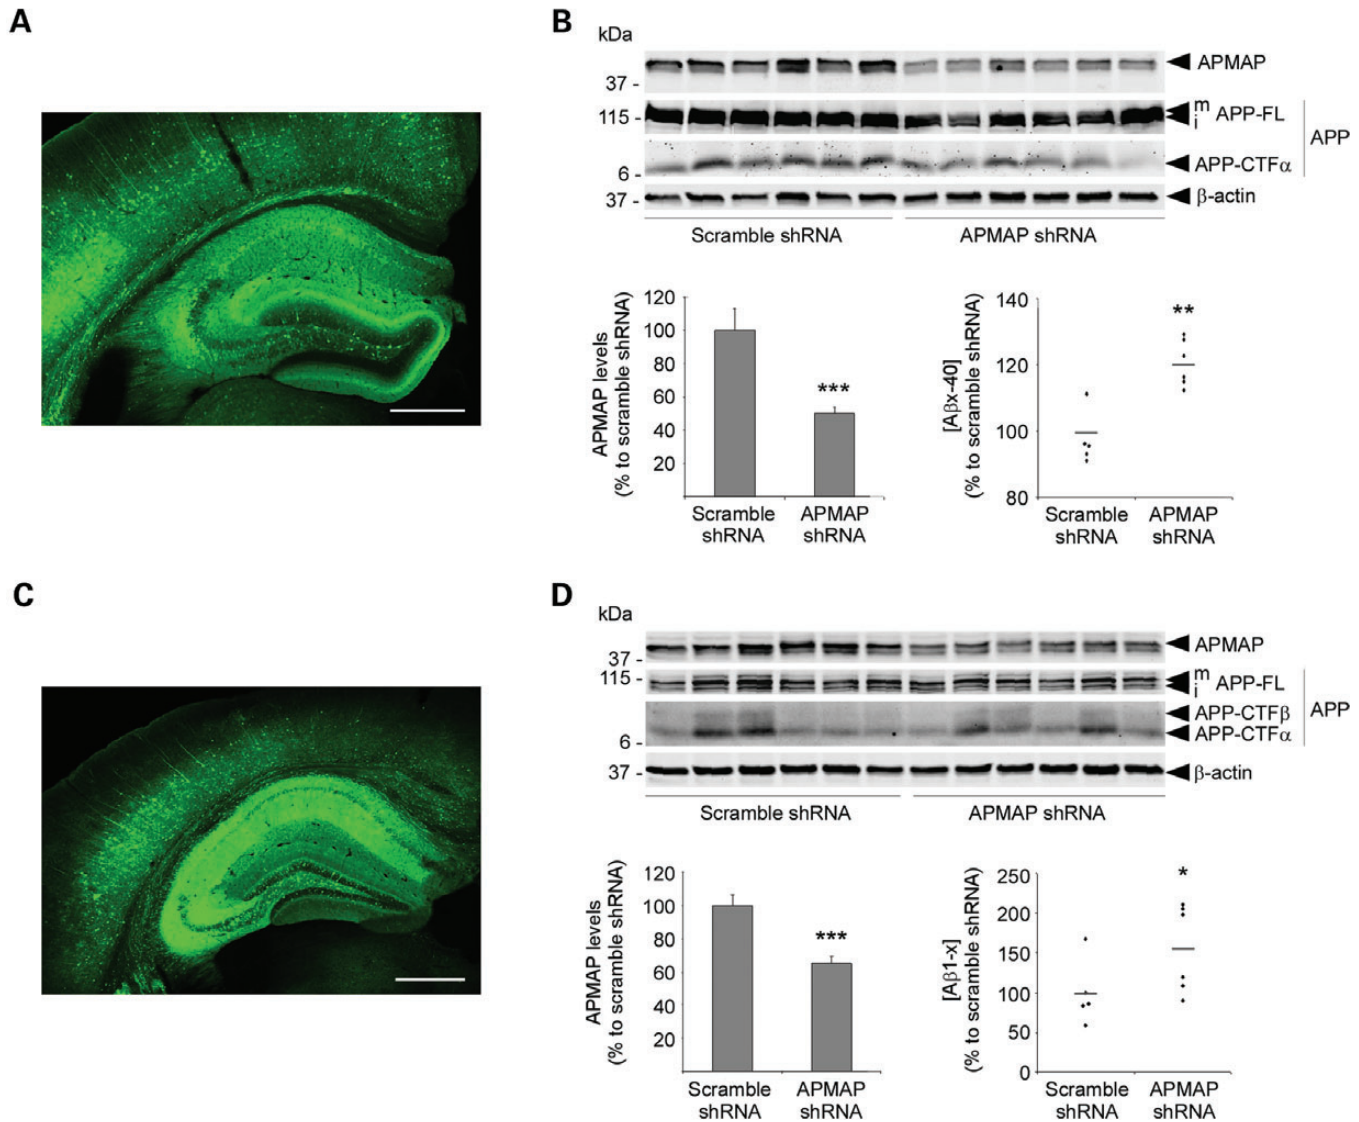 A
B
kDa
APMAP
37 -
115 -
m
i APP-FL
APP
6 -
APP-CTFα
37 -
β-actin
Scramble shRNA
APMAP shRNA
APMAP levels
(% to scramble shRNA)
120
100
80
60
40
20
***
Scramble
shRNA
APMAP
shRNA
[Aβx-40]
(% to scramble shRNA)
140
120
100
80
**
Scramble
shRNA
APMAP
shRNA
C
D
kDa
APMAP
37 -
115 -
m
i APP-FL
APP-CTFβ
APP
APP-CTFα
6 -
37 -
β-actin
Scramble shRNA
APMAP shRNA
APMAP levels
(% to scramble shRNA)
120
100
80
60
40
20
***
Scramble
shRNA
APMAP
shRNA
[Aβ1-x]
(% to scramble shRNA)
250
200
150
100
50
0
*
Scramble
shRNA
APMAP
shRNA